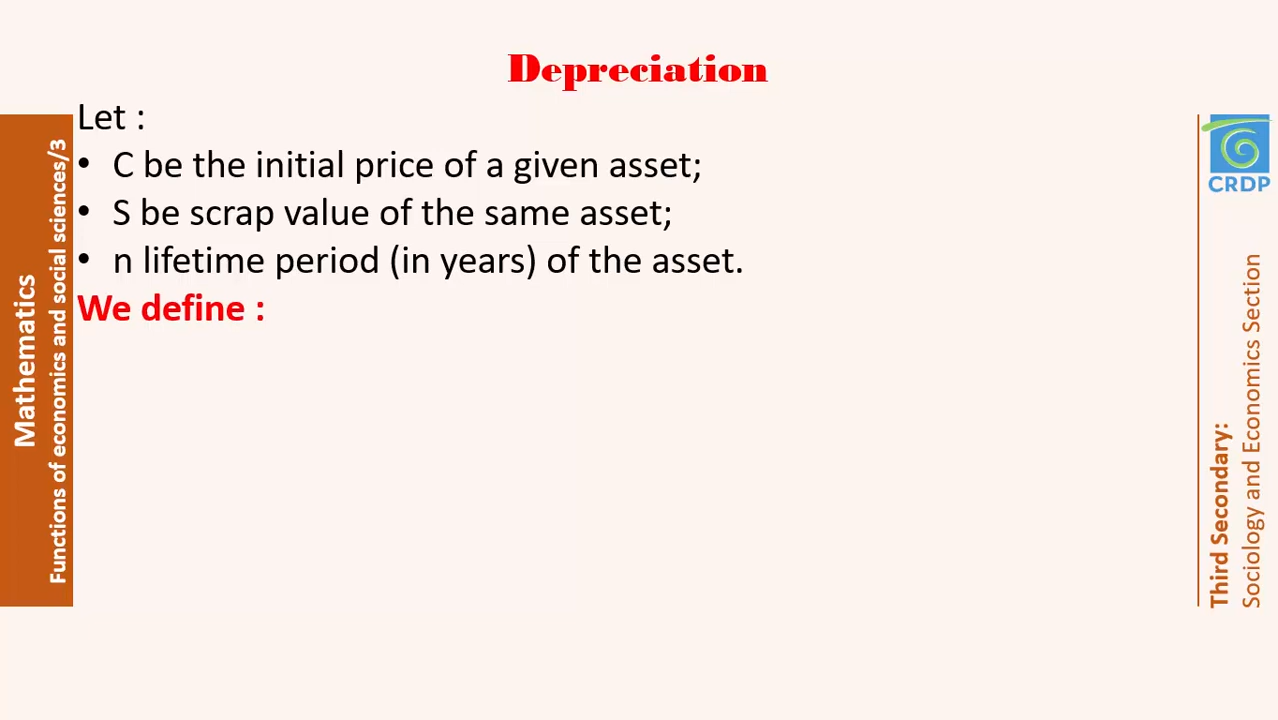 Depreciation
Let :
• C be the initial price of a given asset;
• S be scrap value of the same asset;
• n lifetime period (in years) of the asset.
We define :
Mathematics
Functions of economics and social sciences/3
CRDP
Third Secondary:
Sociology and Economics Section